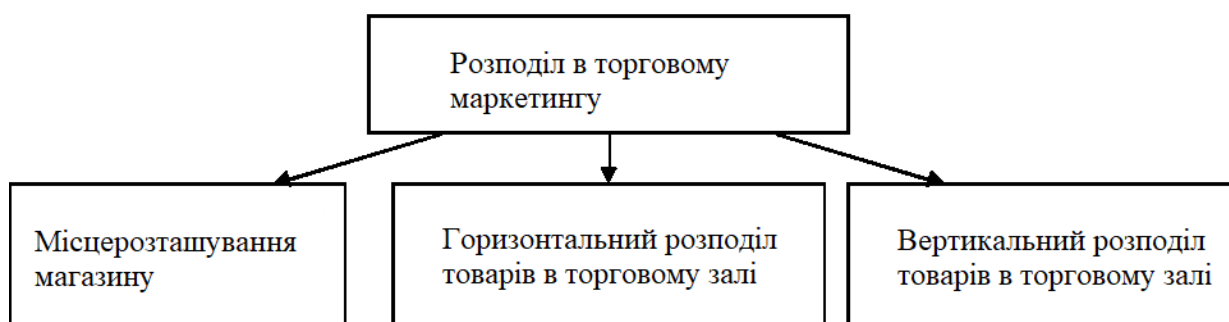 Розподіл в торговому
маркетингу
Місцерозташування
магазину
Горизонтальний розподіл
товарів в торговому залі
Вертикальний розподіл
товарів в торговому залі